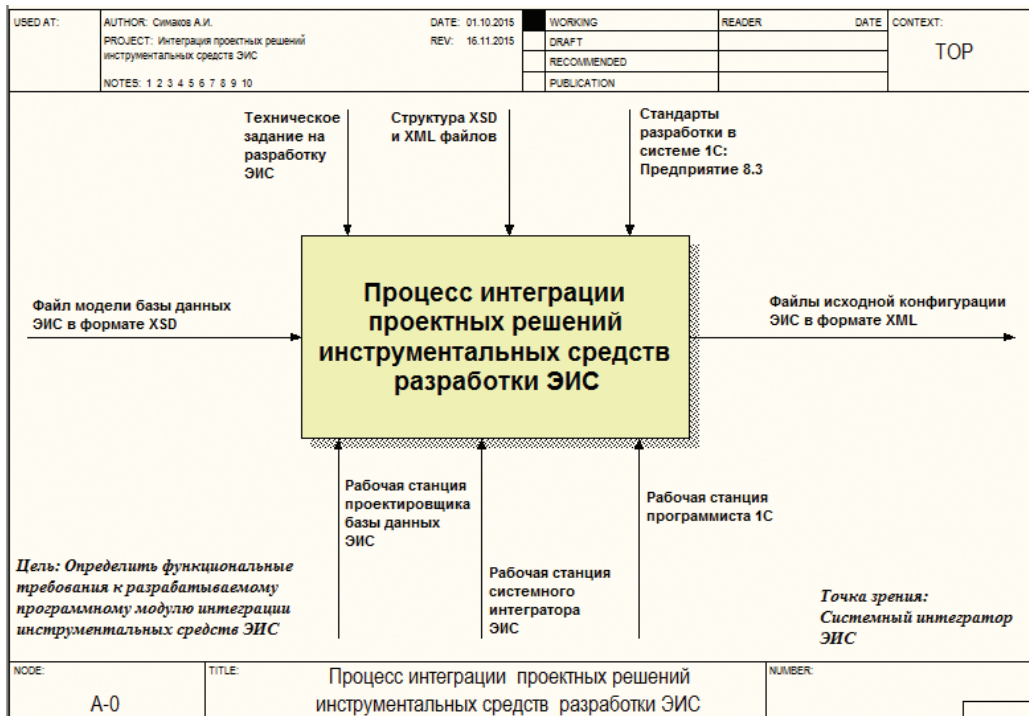 USED AT:
AUTHOR: Симаков А.И.
DATE: 01.10.2015
WORKING
READER
DATE
CONTEXT:
PROJECT: Интеграция проектных решений
инструментальных средств ЭИС
REV: 16.11.2015
DRAFT
TOP
RECOMMENDED
NOTES: 1 2 3 4 5 6 7 8 9 10
PUBLICATION
Техническое
задание на
разработку
ЭИС
Структура XSD
и XML файлов
Стандарты
разработки в
системе 1С:
Предприятие 8.3
Файл модели базы данных
ЭИС в формате XSD
Процесс интеграции
проектных решений
инструментальных средств
разработки ЭИС
Файлы исходной конфигурации
ЭИС в формате XML
Рабочая станция
проектировщика
базы данных
ЭИС
Рабочая станция
системного
интегратора
ЭИС
Рабочая станция
программиста 1С
Цель: Определить функциональные
требования к разрабатываемому
программному модулю интеграции
инструментальных средств ЭИС
Точка зрения:
Системный интегратор
ЭИС
NODE:
A-0
TITLE:
Процесс интеграции проектных решений
инструментальных средств разработки ЭИС
NUMBER: